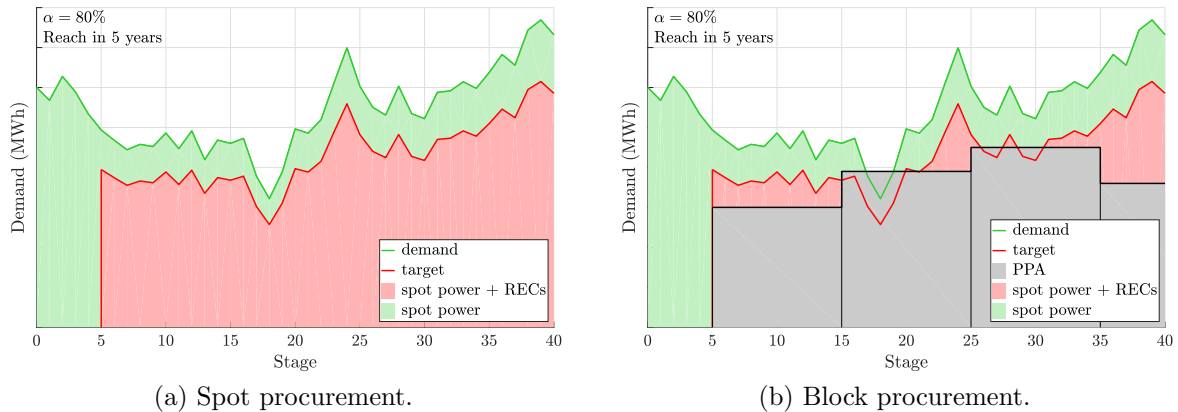 α = 80%
Reach in 5 years
Demand (MWh)
demand
target
spot power + RECs
spot power
0 5 10 15 20 25 30 35 40
Stage
(a) Spot procurement.
α = 80%
Reach in 5 years
Demand (MWh)
demand
target
PPA
spot power + RECs
spot power
0 5 10 15 20 25 30 35 40
Stage
(b) Block procurement.